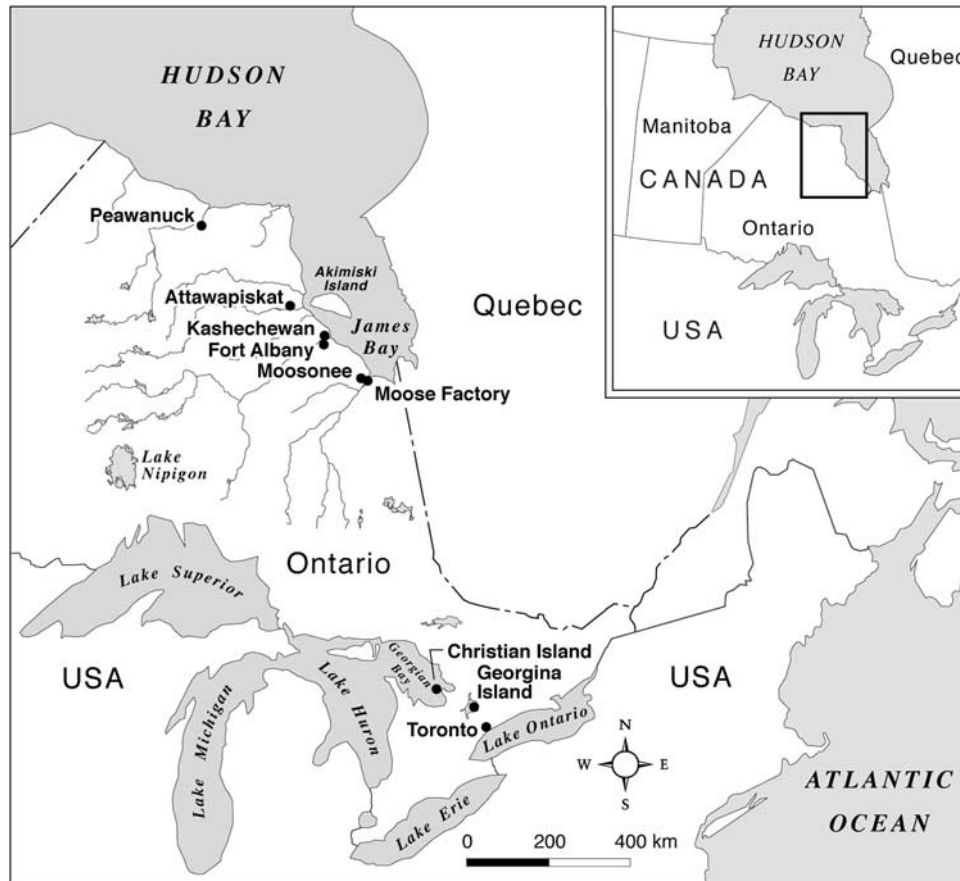 HUDSON
BAY
Peawanuck
Akimiski
Island
Attawapiskat
Kashechewan
Fort Albany
Moosonee
James
Bay
Moose Factory
Quebec
Lake
Nipigon
Ontario
Lake Superior
USA
Lake Michigan
Lake Huron
Georgian
Bay
Christian Island
Georgina
Island
Toronto
Lake Ontario
Lake Erie
USA
N
W E
S
0 200 400 km
ATLANTIC
OCEAN
HUDSON
BAY
Quebec
Manitoba
CANADA
Ontario
USA